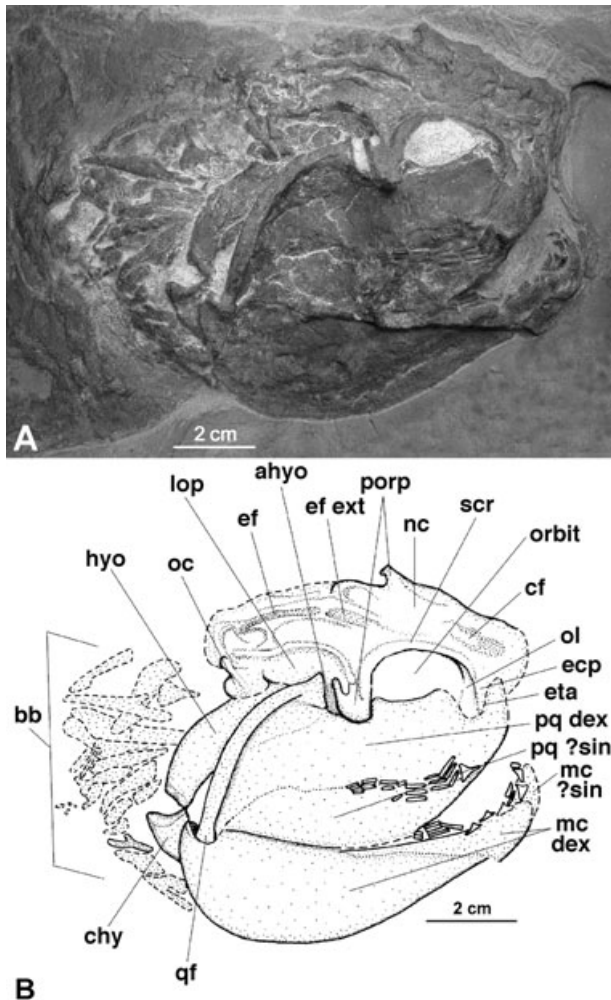 A
2 cm
ahyo
porp
lop
ef ext
scr
ef
nc
orbit
hyo
oc
cf
ol
ecp
eta
bb
pq dex
pq ?sin
mc
?sin
mc
dex
2 cm
chy
qf
B